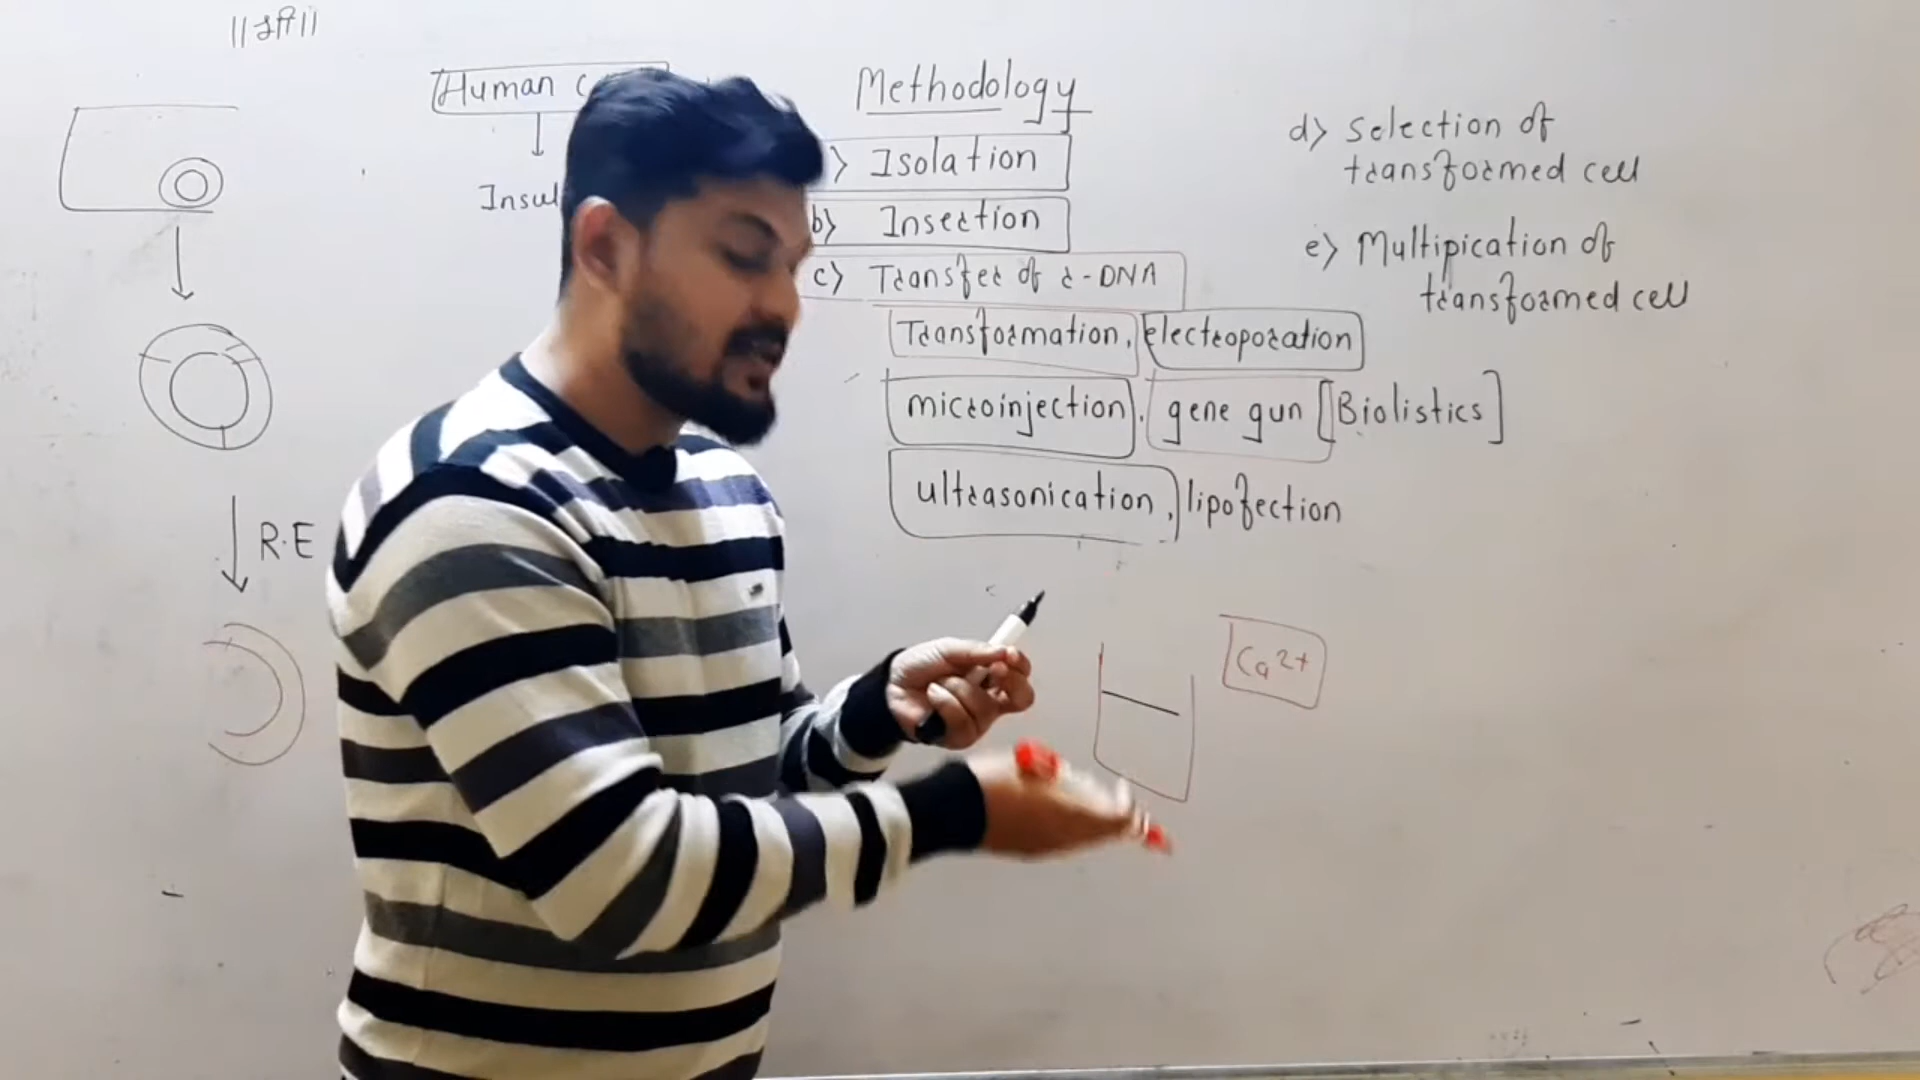 || श्री ||
Human
Insul
Methodology
> Isolation
b> Insertion
c> Transfer of r-DNA
Transformation, electroporation
microinjection, gene gun [Biolistics]
ultrasonication, lipofection
d> Selection of
transformed cell
e> Multipication of
transformed cell
R.E
Ca2+